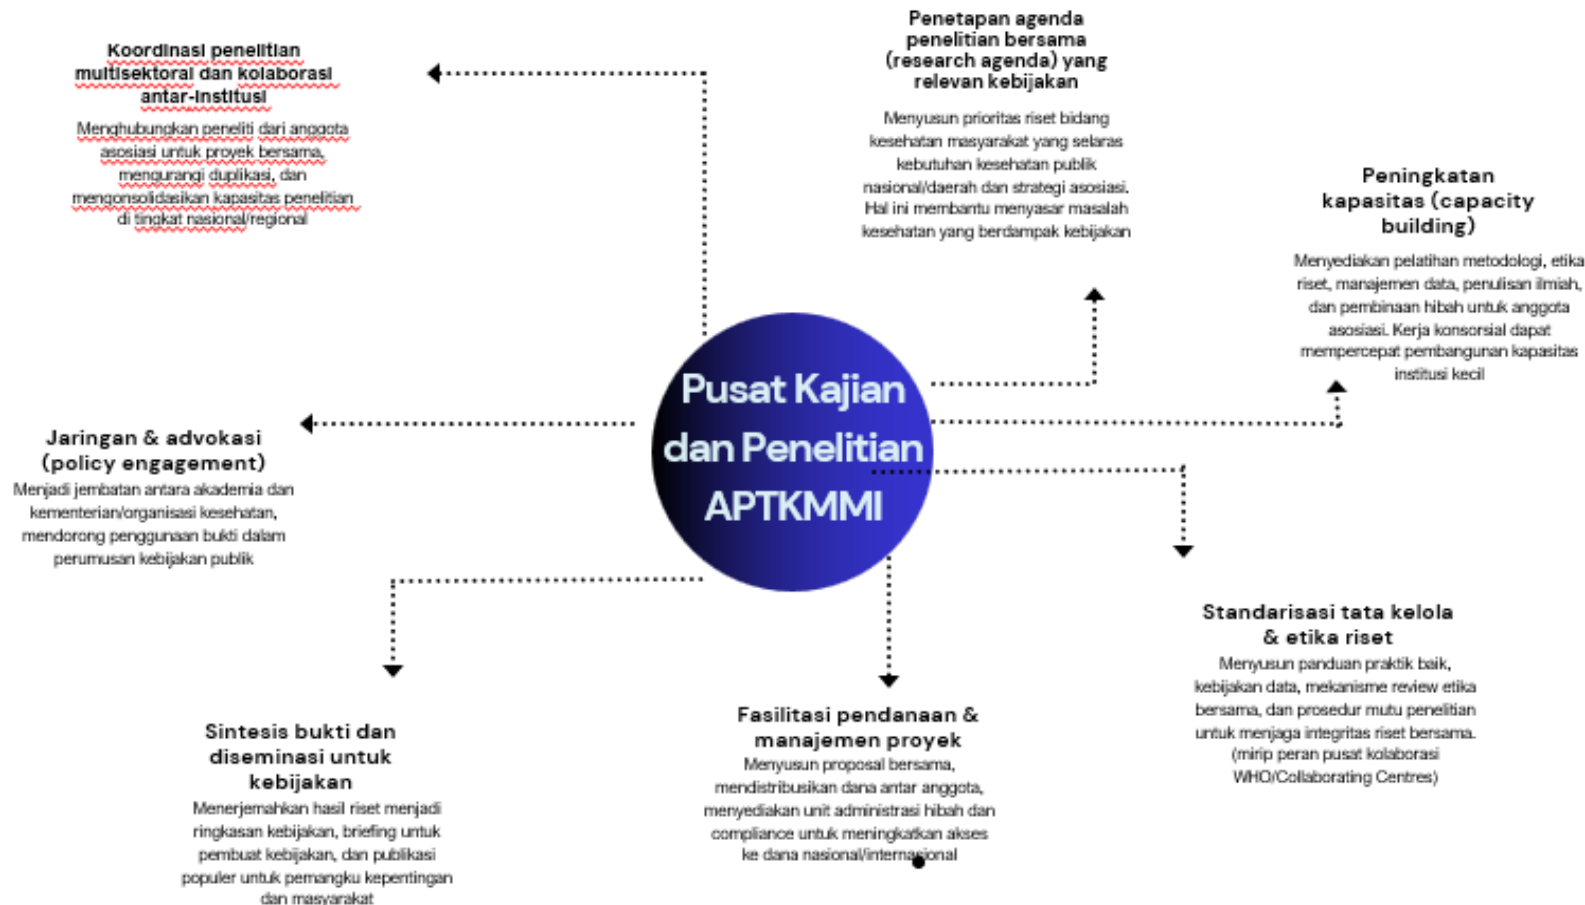 Koordinasi penelitian
multisektoral dan kolaborasi
antar-institusi
Menghubungkan peneliti dari anggota
asosiasi untuk proyek bersama,
mengurangi duplikasi, dan
mengonsolidasikan kapasitas penelitian
di tingkat nasional/regional
Penetapan agenda
penelitian bersama
(research agenda) yang
relevan kebijakan
Menyusun prioritas riset bidang
kesehatan masyarakat yang selaras
kebutuhan kesehatan publik
nasional/daerah dan strategi asosiasi.
Hal ini membantu menyasar masalah
kesehatan yang berdampak kebijakan
Peningkatan
kapasitas (capacity
building)
Menyediakan pelatihan metodologi, etika
riset, manajemen data, penulisan ilmiah,
dan pembinaan hibah untuk anggota
asosiasi. Kerja konsorsial dapat
mempercepat pembangunan kapasitas
institusi kecil
Pusat Kajian
dan Penelitian
APTKMMI
Jaringan & advokasi
(policy engagement)
Menjadi jembatan antara akademia dan
kementerian/organisasi kesehatan,
mendorong penggunaan bukti dalam
perumusan kebijakan publik
Standarisasi tata kelola
& etika riset
Menyusun panduan praktik baik,
kebijakan data, mekanisme review etika
bersama, dan prosedur mutu penelitian
untuk menjaga integritas riset bersama.
(mirip peran pusat kolaborasi
WHO/Collaborating Centres)
Sintesis bukti dan
diseminasi untuk
kebijakan
Menerjemahkan hasil riset menjadi
ringkasan kebijakan, briefing untuk
pembuat kebijakan, dan publikasi
populer untuk pemangku kepentingan
dan masyarakat
Fasilitasi pendanaan &
manajemen proyek
Menyusun proposal bersama,
mendistribusikan dana antar anggota,
menyediakan unit administrasi hibah dan
compliance untuk meningkatkan akses
ke dana nasional/internasional